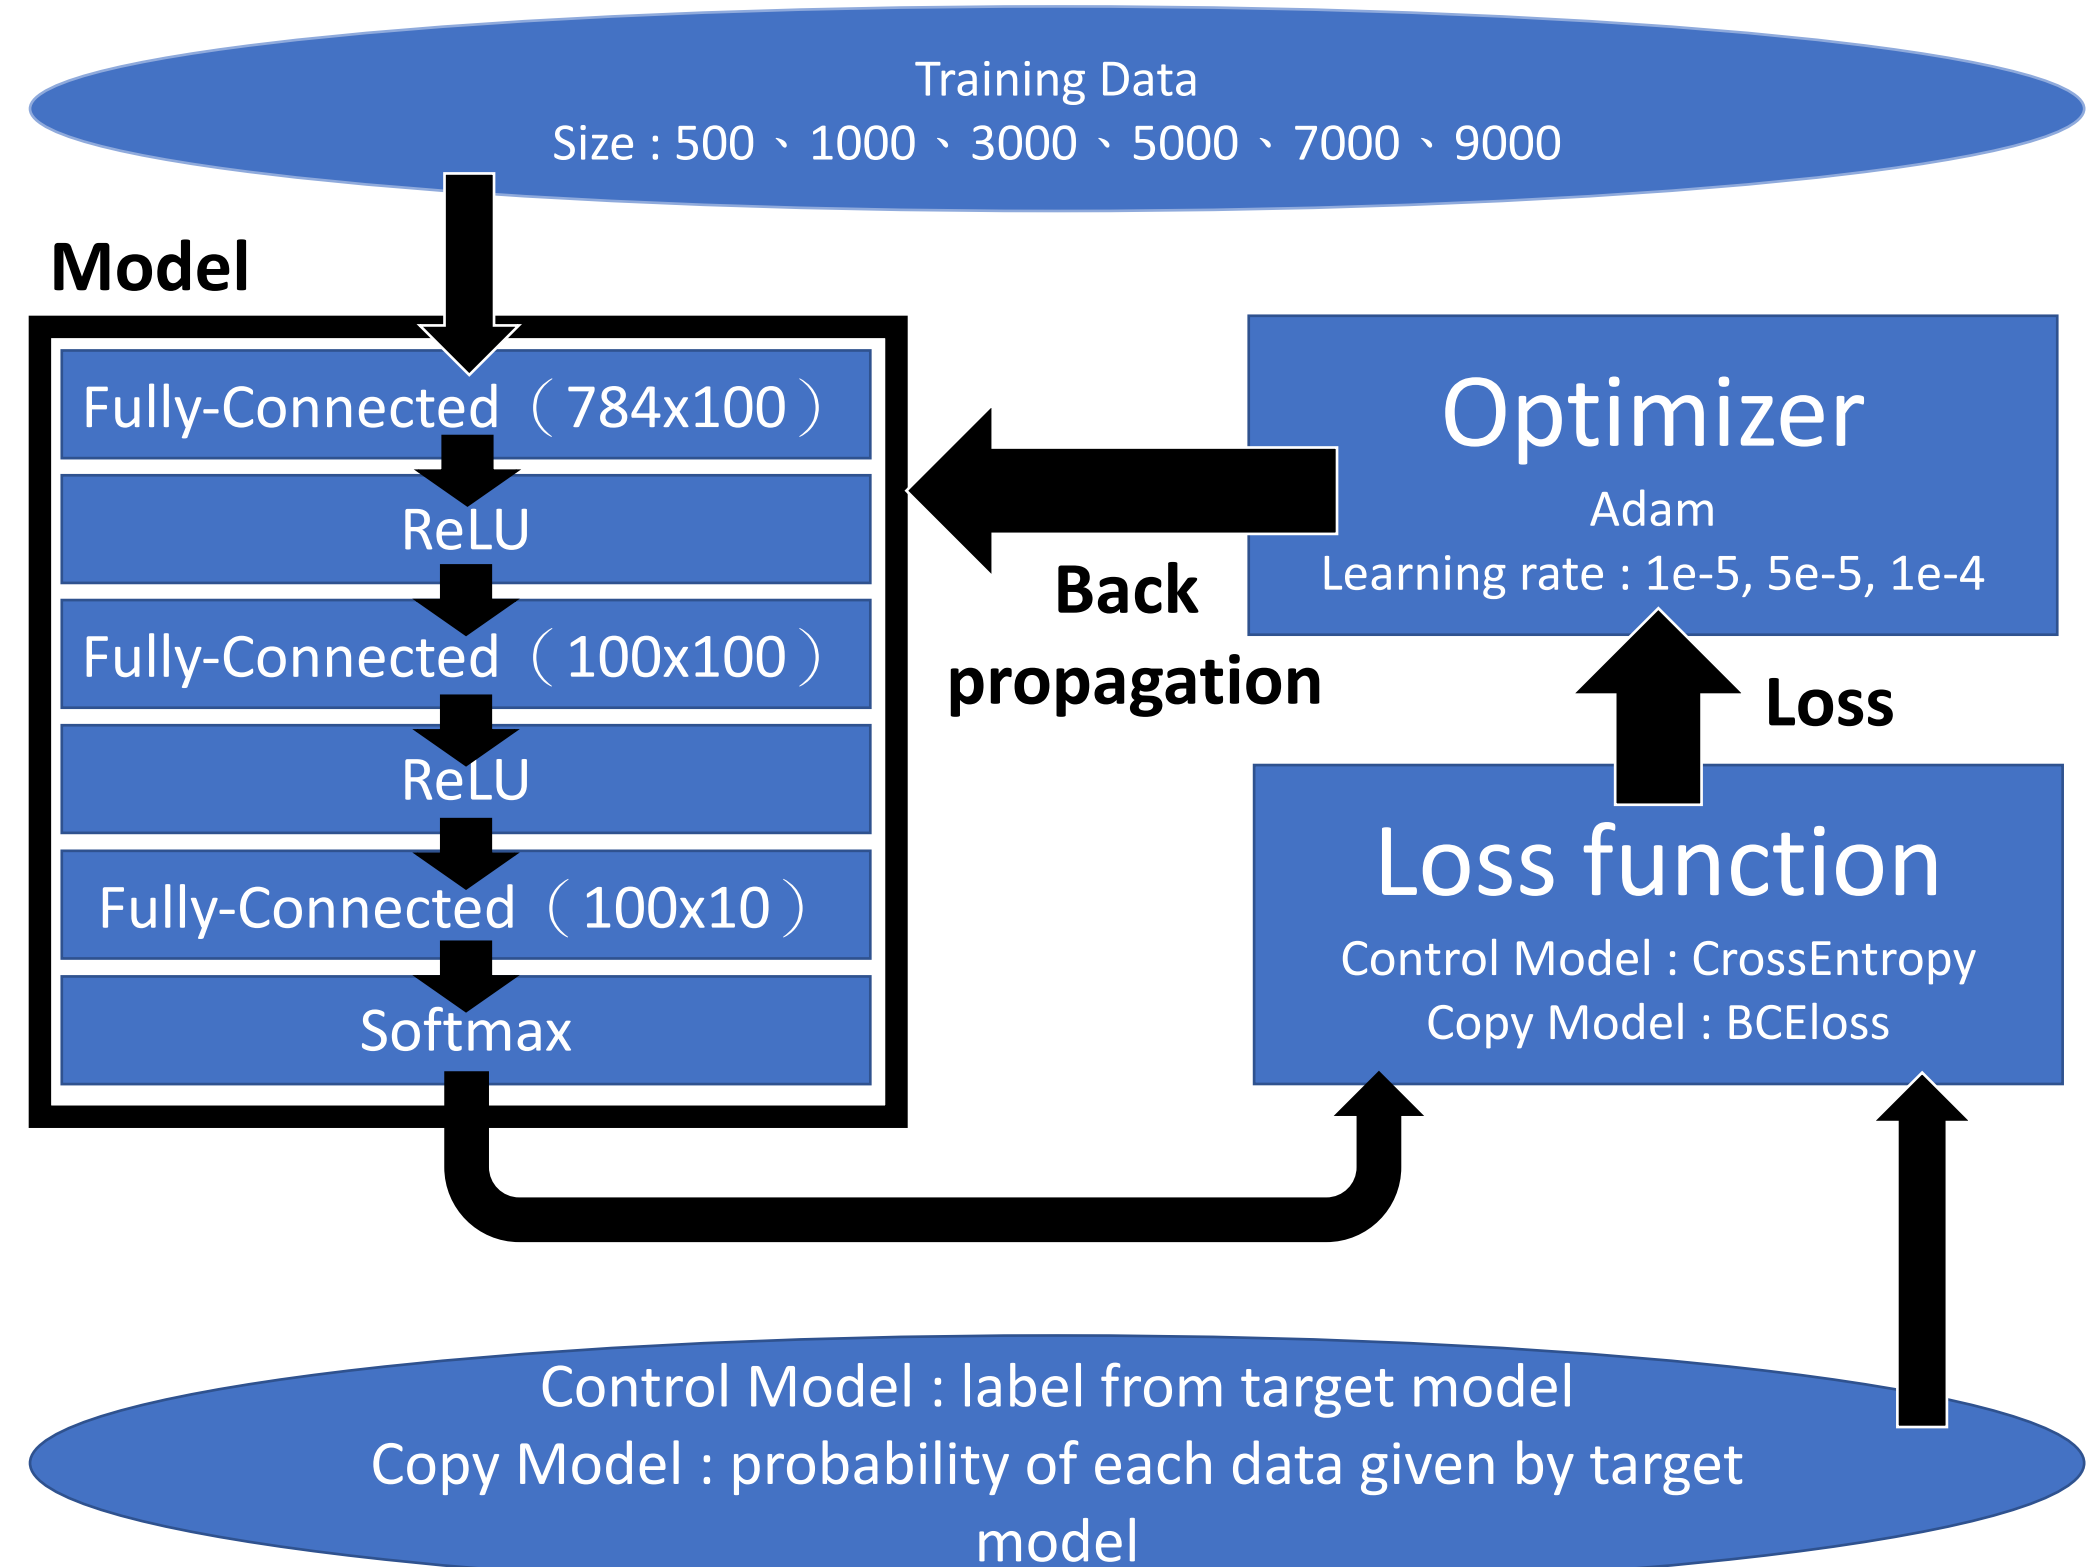 Training Data
Size : 500、1000、3000、5000、7000、9000
Model
Fully-Connected（784x100）
ReLU
Fully-Connected（100x100）
ReLU
Fully-Connected（100x10）
Softmax
Optimizer
Adam
Learning rate : 1e-5, 5e-5, 1e-4
Back
propagation
Loss
Loss function
Control Model : CrossEntropy
Copy Model : BCEloss
Control Model : label from target model
Copy Model : probability of each data given by target
model